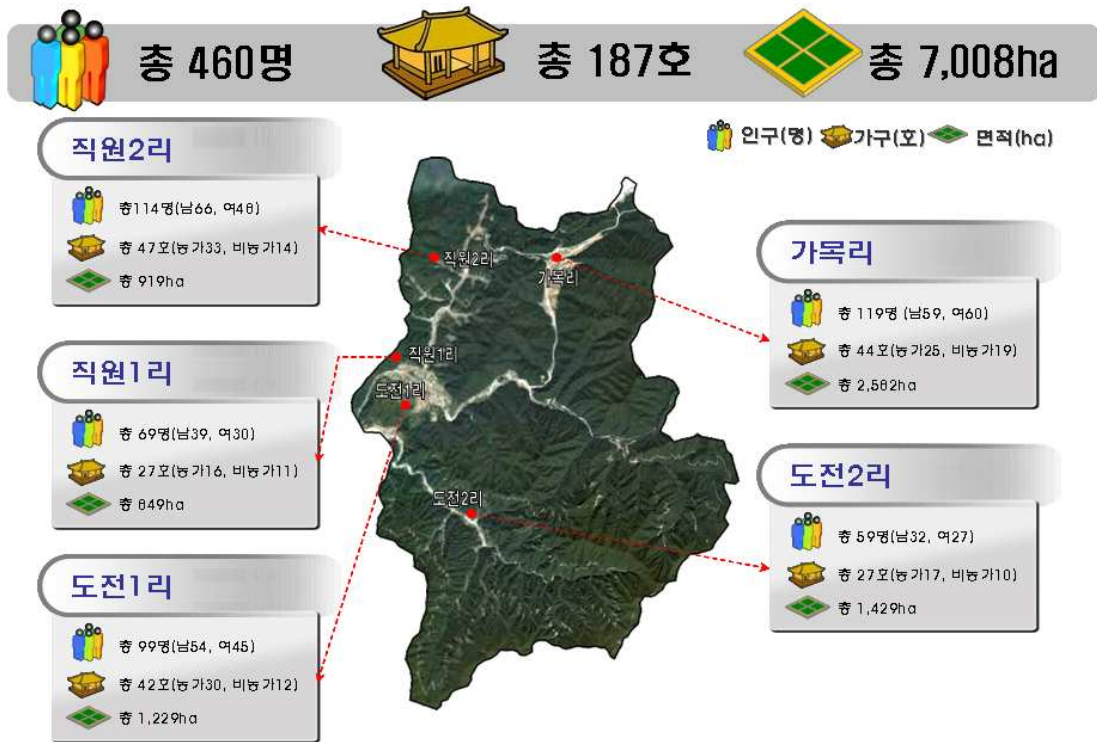 총 460명
총 187호
총 7,008ha
인구(명) 가구(호) 면적(ha)
직원2리
총114명(남66, 여48)
총 47호(농가33, 비농가14)
총 919ha
직원1리
총 69명(남39, 여30)
총 27호(농가16, 비농가11)
총 849ha
도전1리
총 99명(남54, 여45)
총 42호(농가30, 비농가12)
총 1,229ha
직원2리
가목리
직원1리
도전1리
도전2리
가목리
총 119명 (남59, 여60)
총 44호(농가25, 비농가19)
총 2,582ha
도전2리
총 59명(남32, 여27)
총 27호(농가17, 비농가10)
총 1,429ha